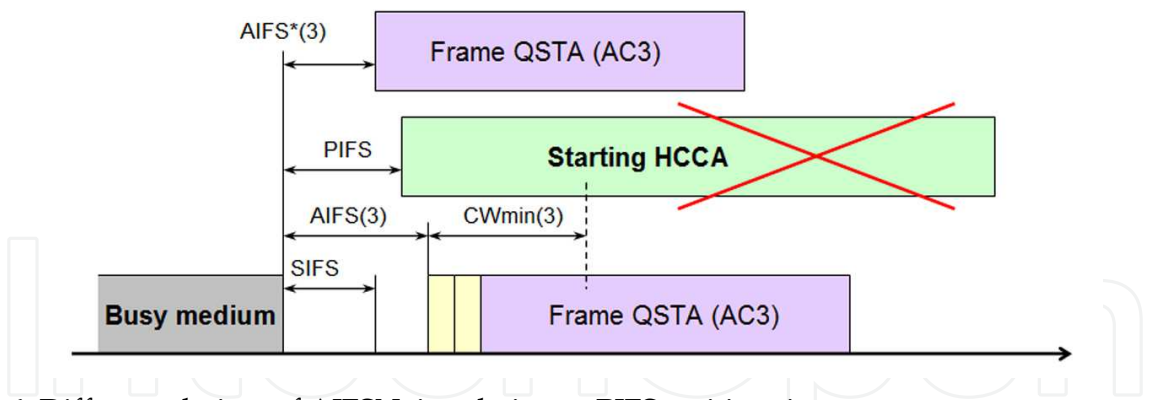 AIFS*(3)
Frame QSTA (AC3)
PIFS
Starting HCCA
AIFS(3)
CWmin(3)
SIFS
Busy medium
Frame QSTA (AC3)